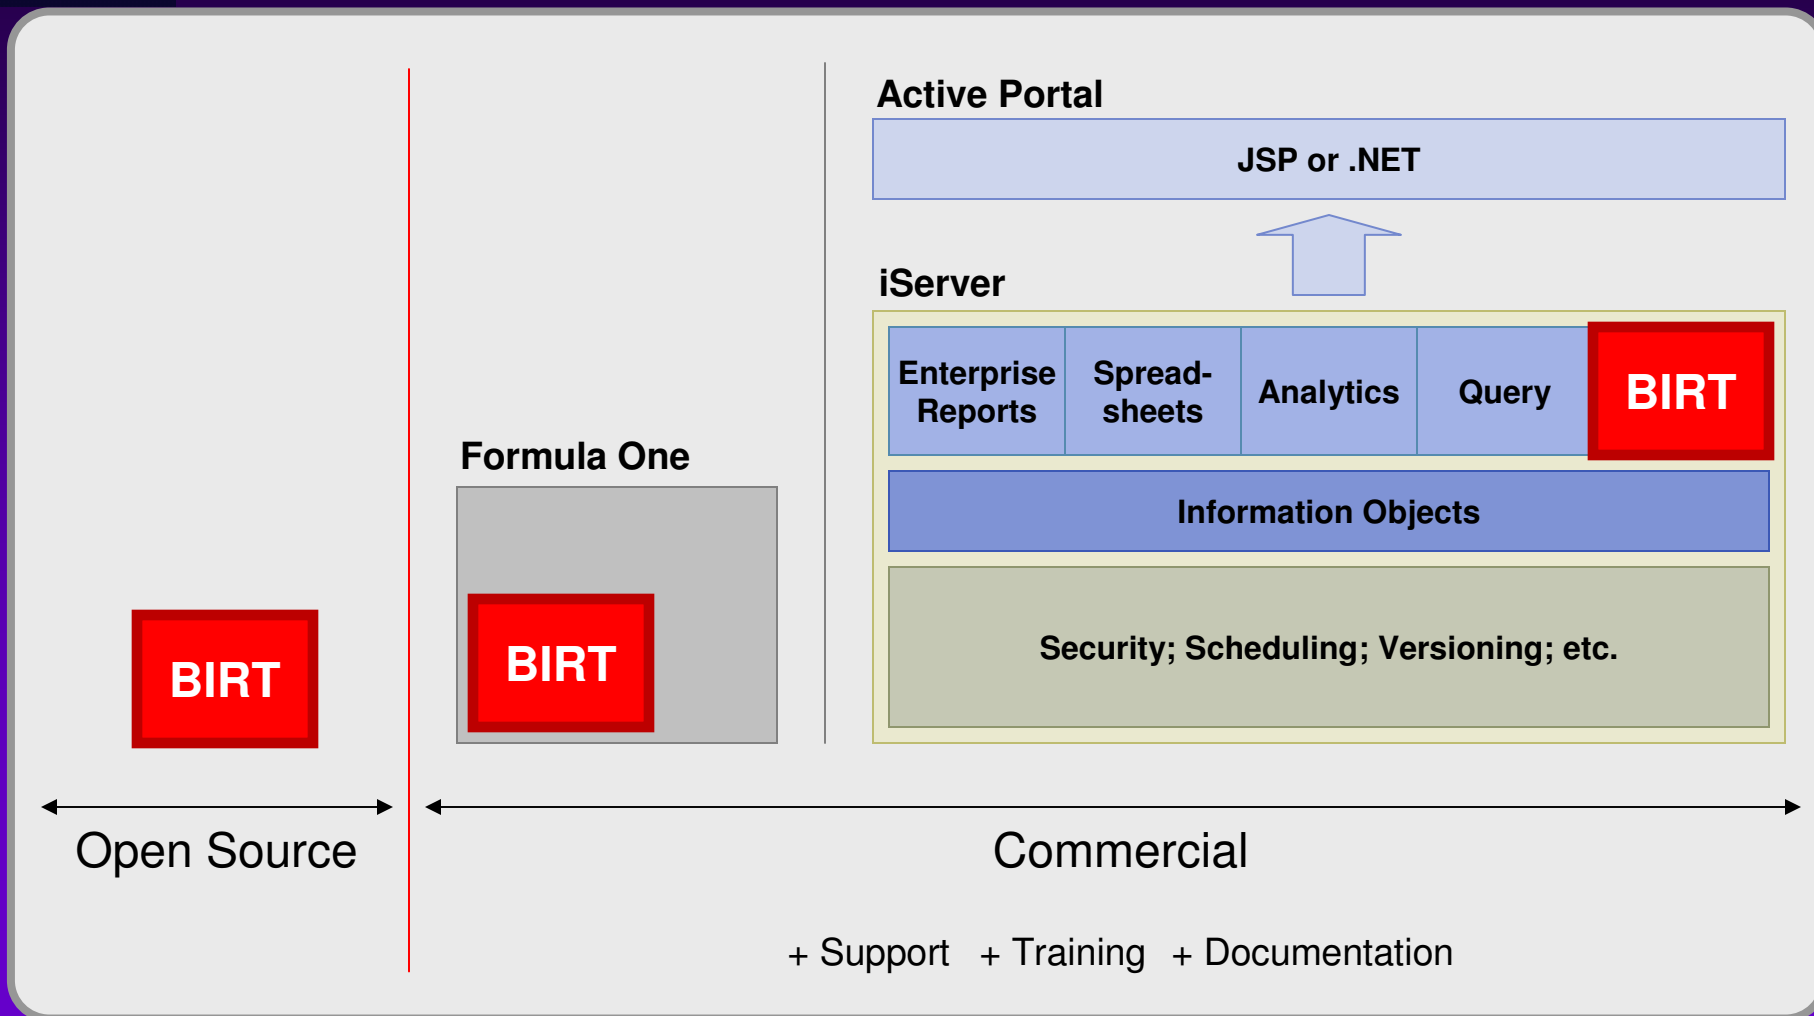 Active Portal
JSP or .NET
iServer
Enterprise
Reports
Spread-
sheets
Analytics
Query
BIRT
Information Objects
Security; Scheduling; Versioning; etc.
Formula One
BIRT
BIRT
Open Source
Commercial
+ Support + Training + Documentation